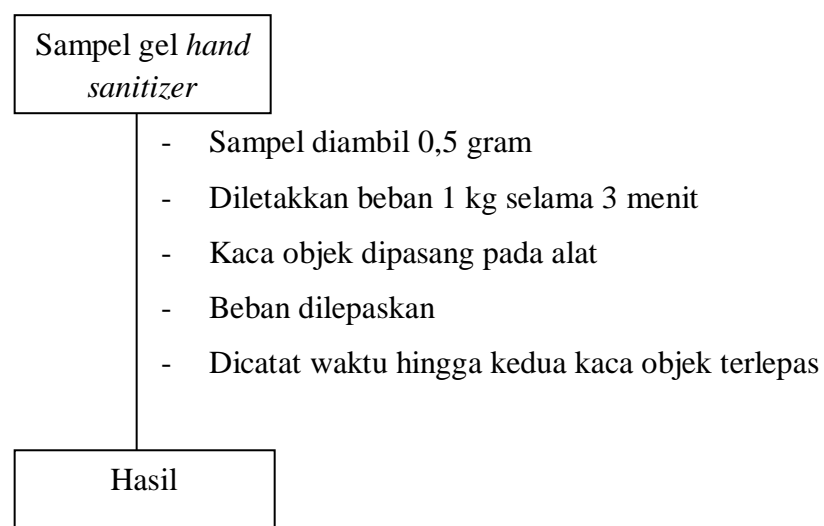 Sampel gel hand
sanitizer
- Sampel diambil 0,5 gram
- Diletakkan beban 1 kg selama 3 menit
- Kaca objek dipasang pada alat
- Beban dilepaskan
- Dicatat waktu hingga kedua kaca objek terlepas
Hasil